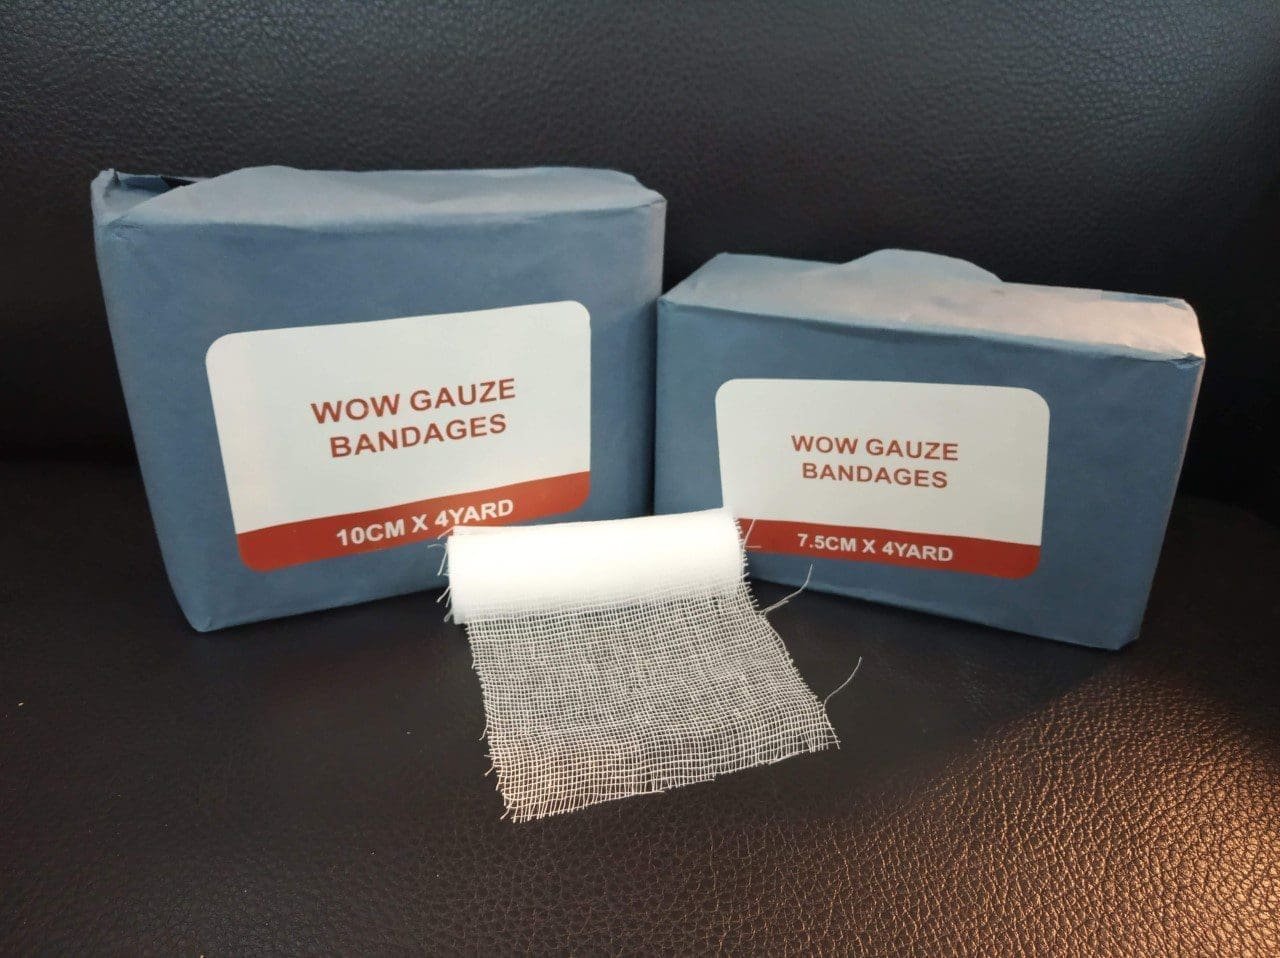 WOW GAUZE
BANDAGES
10CM X 4YARD
WOW GAUZE
BANDAGES
7.5CM X 4YARD